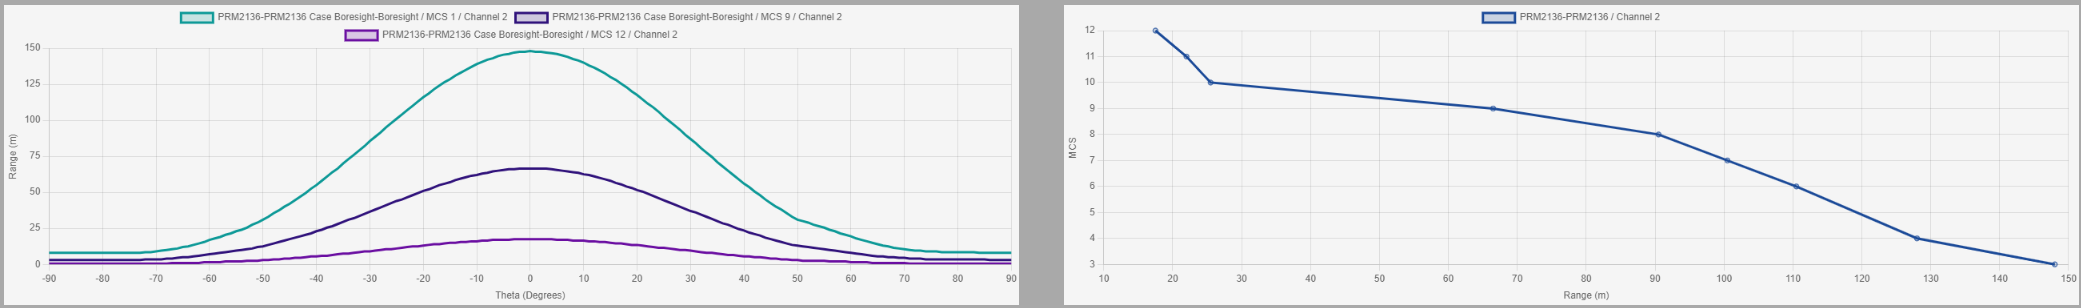 PRM2136-PRM2136 Case Boresight-Boresight / MCS 1 / Channel 2 PRM2136-PRM2136 Case Boresight-Boresight / MCS 9 / Channel 2
PRM2136-PRM2136 Case Boresight-Boresight / MCS 12 / Channel 2
150
125
100
75
50
25
0
Range (m)
-90 -80 -70 -60 -50 -40 -30 -20 -10 0 10 20 30 40 50 60 70 80 90
Theta (Degrees)
PRM2136-PRM2136 / Channel 2
12
11
10
9
8
7
6
5
4
3
MCS
10 20 30 40 50 60 70 80 90 100 110 120 130 140 150
Range (m)